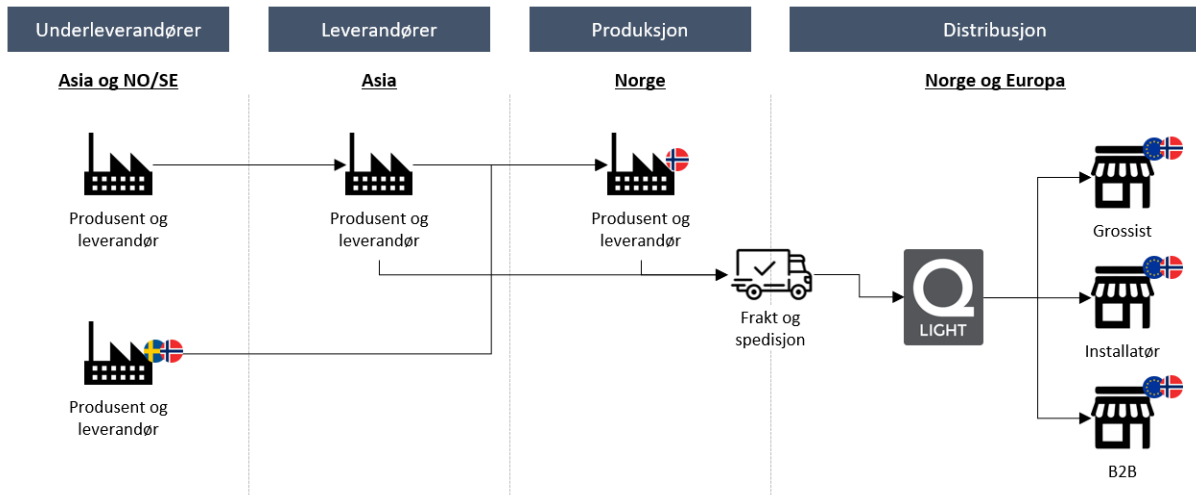 Underleverandører
Leverandører
Produksjon
Distribusjon
Asia og NO/SE
Asia
Norge
Norge og Europa
Produsent og
leverandør
Produsent og
leverandør
Produsent og
leverandør
Grossist
Frakt og
spedisjon
Q
LIGHT
Installatør
Produsent og
leverandør
B2B